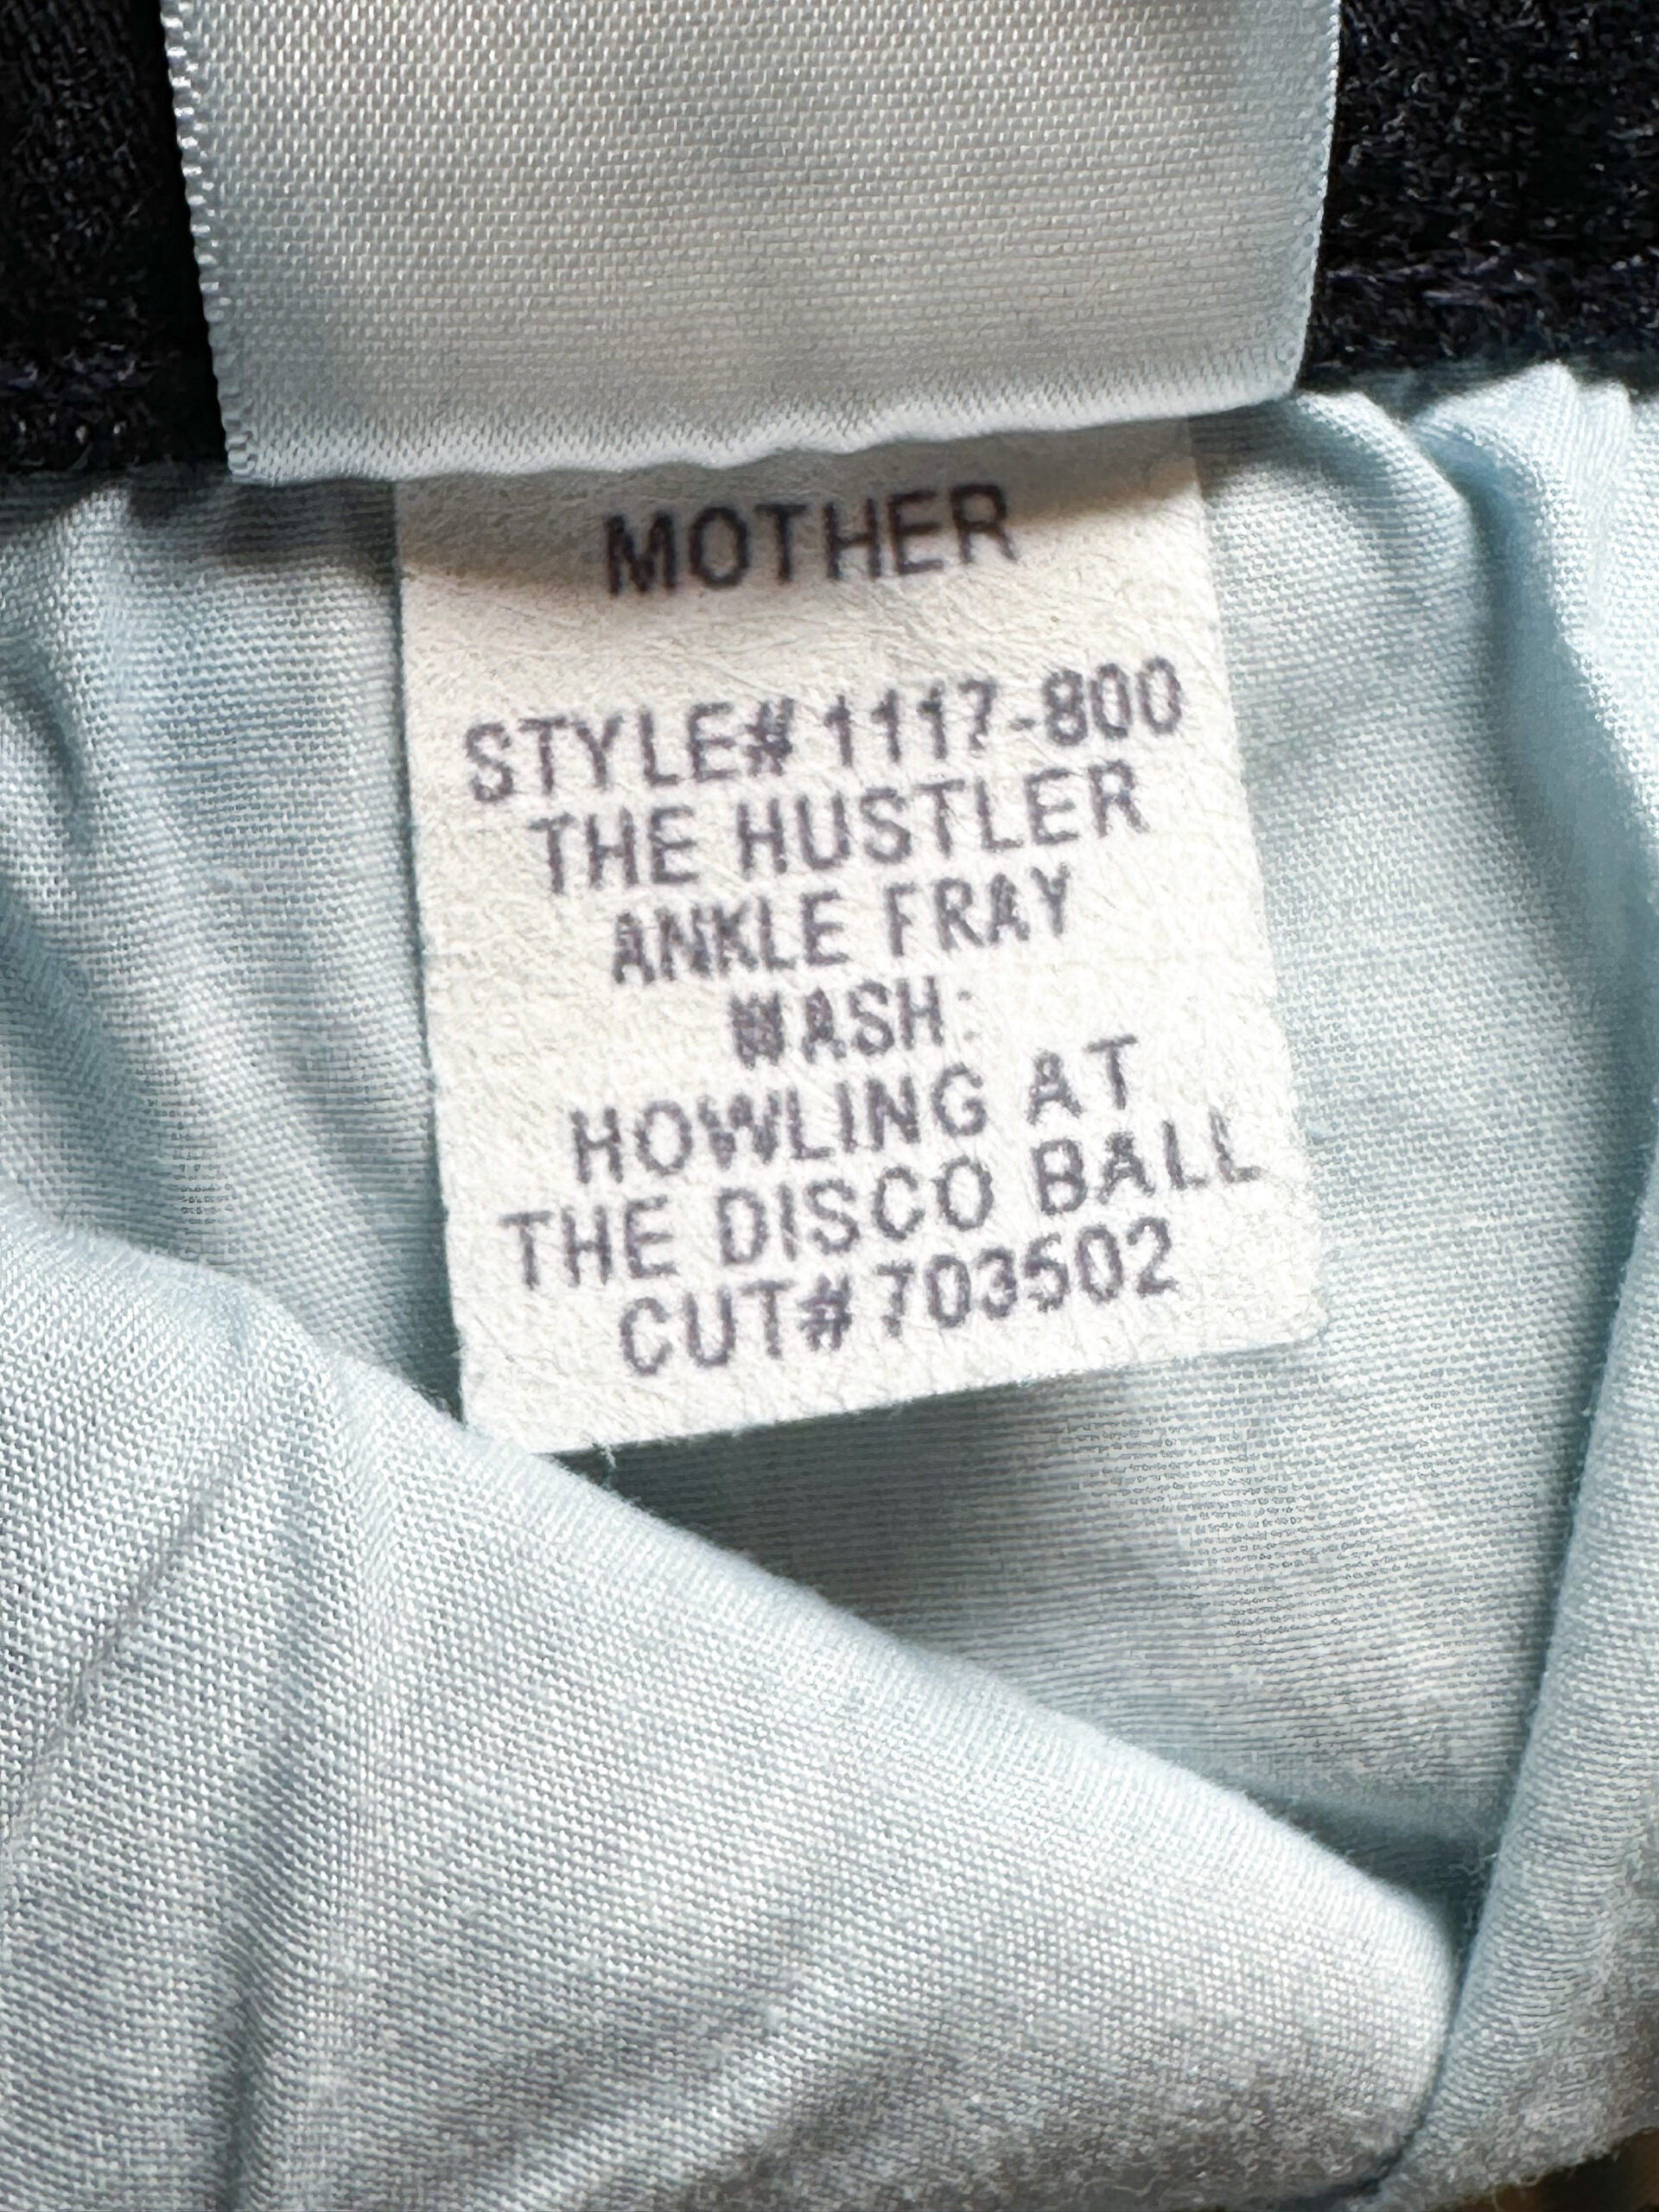 MOTHER
STYLE# 1117-800
THE HUSTLER
ANKLE FRAY
WASH:
HOWLING AT
THE DISCO BALL
CUT# 703502